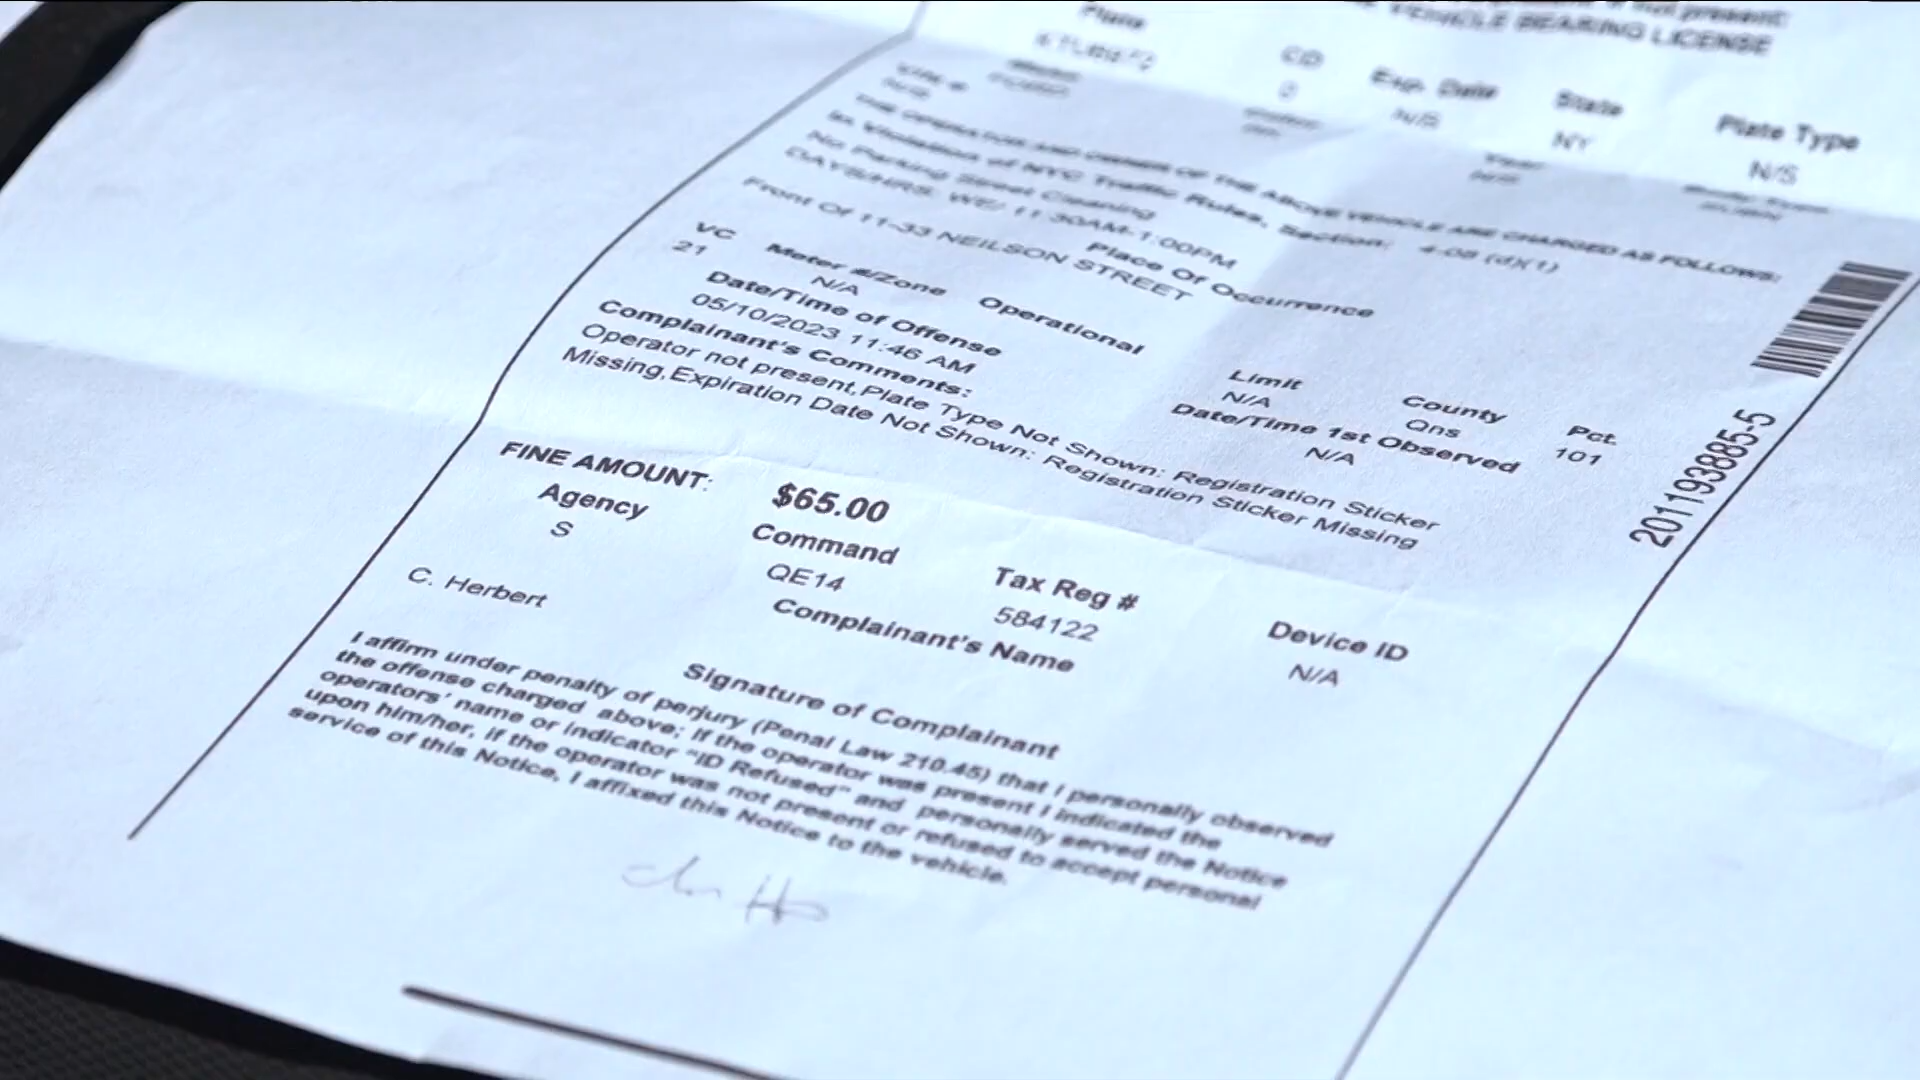 VEHICLE BEARING LICENSE
Plate CD Exp. Date State Plate Type
0 N/S NY N/S
THE OPERATOR AND OWNER OF THE ABOVE VEHICLE ARE CHARGED AS FOLLOWS:
In Violation of NYC Traffic Rules, Section: 4-08 (d)(1)
No Parking Street Cleaning
DAYS/HRS: WE/ 11:30AM-1:00PM
Place Of Occurrence
Front Of 11-33 NEILSON STREET
VC Meter #/Zone Operational Limit County Pct.
21 N/A N/A Qns 101
Date/Time of Offense Date/Time 1st Observed
05/10/2023 11:46 AM N/A
Complainant's Comments:
Operator not present,Plate Type Not Shown: Registration Sticker
Missing,Expiration Date Not Shown: Registration Sticker Missing
201193885-5
FINE AMOUNT: $65.00
Agency Command Tax Reg # Device ID
S QE14 584122 N/A
Complainant's Name
C. Herbert
Signature of Complainant
I affirm under penalty of perjury (Penal Law 210.45) that I personally observed
the offense charged above; If the operator was present I indicated the
operators' name or indicator "ID Refused" and personally served the Notice
upon him/her, if the operator was not present or refused to accept personal
service of this Notice, I affixed this Notice to the vehicle.